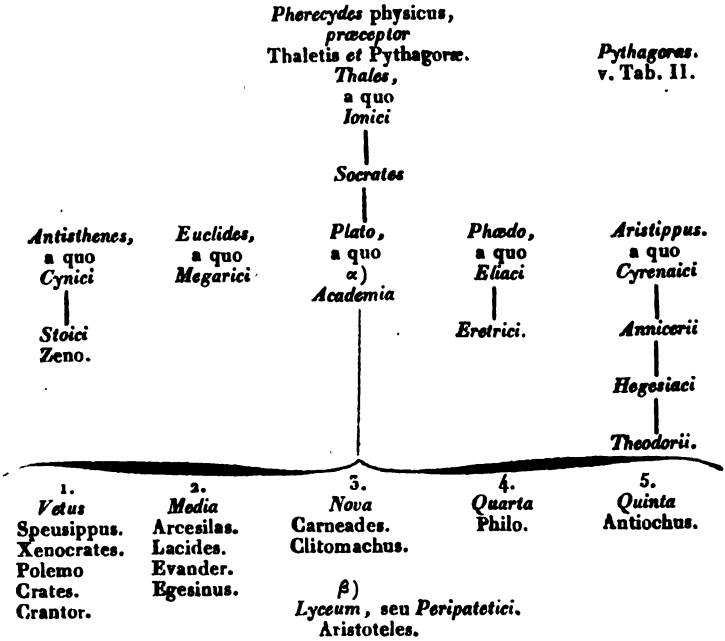 Pherecydes physicus,
præceptor
Thaletis et Pythagoræ.
Thales,
a quo
Ionici
Pythagoras.
v. Tab. II.
Socrates
Antisthenes,
a quo
Cynici
Stoici
Zeno.
Euclides,
a quo
Megarici
Plato,
a quo
α)
Academia
Phædo,
a quo
Eliaci
Eretrici.
Aristippus.
a quo
Cyrenaici
Annicerii
Hegesiaci
Theodorii.
1.
Vetus
Speusippus.
Xenocrates.
Polemo
Crates.
Crantor.
2.
Media
Arcesilas.
Lacides.
Evander.
Egesinus.
3.
Nova
Carneades.
Clitomachus.
4.
Quarta
Philo.
5.
Quinta
Antiochus.
β)
Lyceum, seu Peripatetici.
Aristoteles.